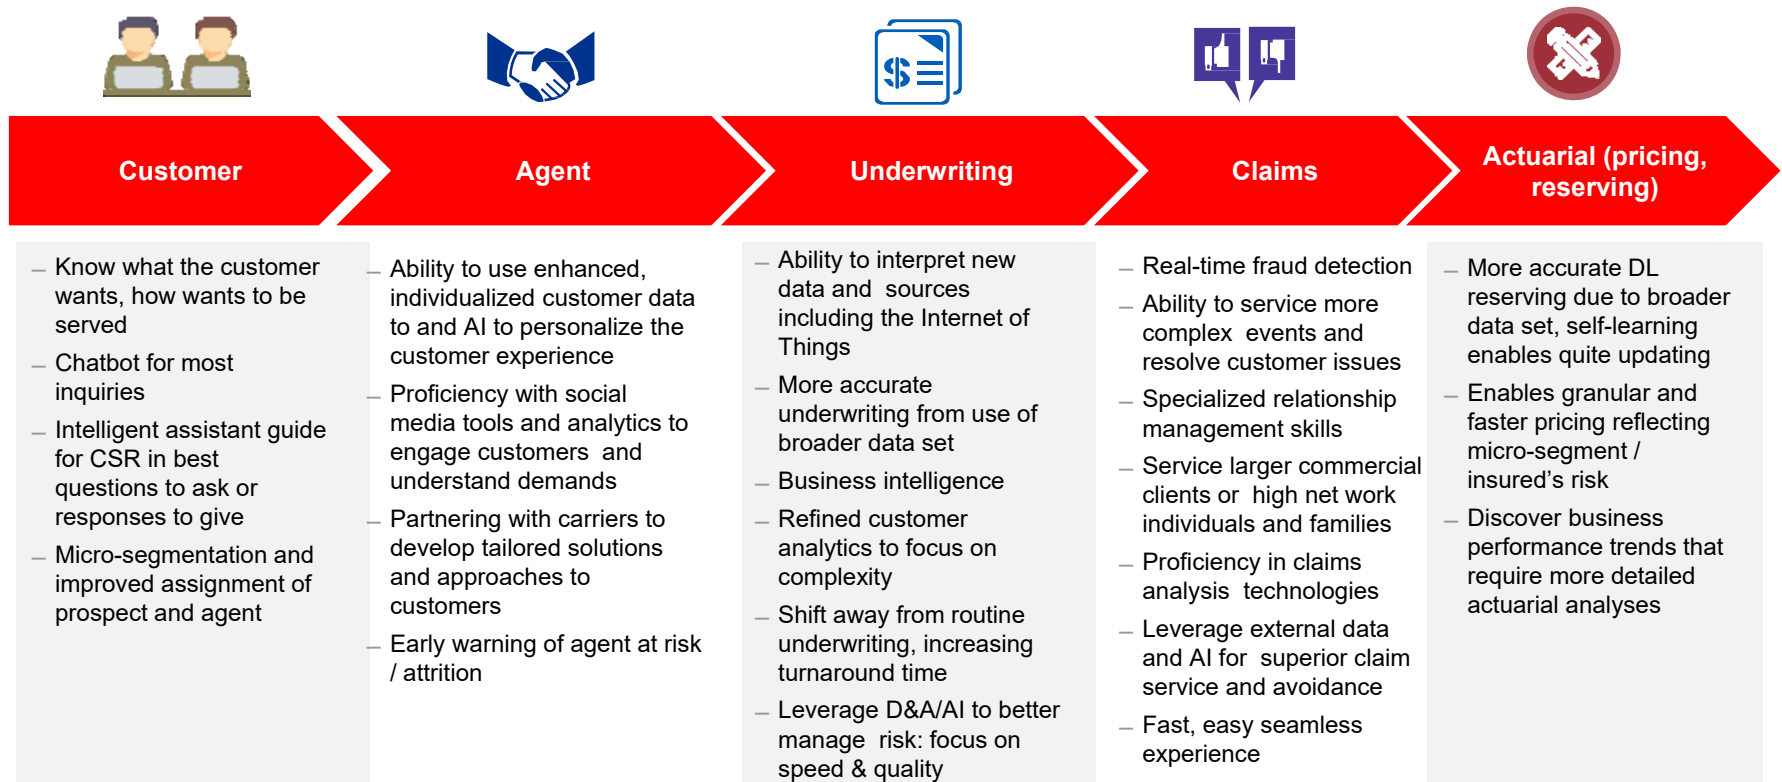 Customer
Agent
Underwriting
Claims
Actuarial (pricing,
reserving)
– Know what the customer
wants, how wants to be
served
– Chatbot for most
inquiries
– Intelligent assistant guide
for CSR in best
questions to ask or
responses to give
– Micro-segmentation and
improved assignment of
prospect and agent
– Ability to use enhanced,
individualized customer data
to and AI to personalize the
customer experience
– Proficiency with social
media tools and analytics to
engage customers and
understand demands
– Partnering with carriers to
develop tailored solutions
and approaches to
customers
– Early warning of agent at risk
/ attrition
– Ability to interpret new
data and sources
including the Internet of
Things
– More accurate
underwriting from use of
broader data set
– Business intelligence
– Refined customer
analytics to focus on
complexity
– Shift away from routine
underwriting, increasing
turnaround time
– Leverage D&A/AI to better
manage risk: focus on
speed & quality
– Real-time fraud detection
– Ability to service more
complex events and
resolve customer issues
– Specialized relationship
management skills
– Service larger commercial
clients or high net work
individuals and families
– Proficiency in claims
analysis technologies
– Leverage external data
and AI for superior claim
service and avoidance
– Fast, easy seamless
experience
– More accurate DL
reserving due to broader
data set, self-learning
enables quite updating
– Enables granular and
faster pricing reflecting
micro-segment /
insured's risk
– Discover business
performance trends that
require more detailed
actuarial analyses